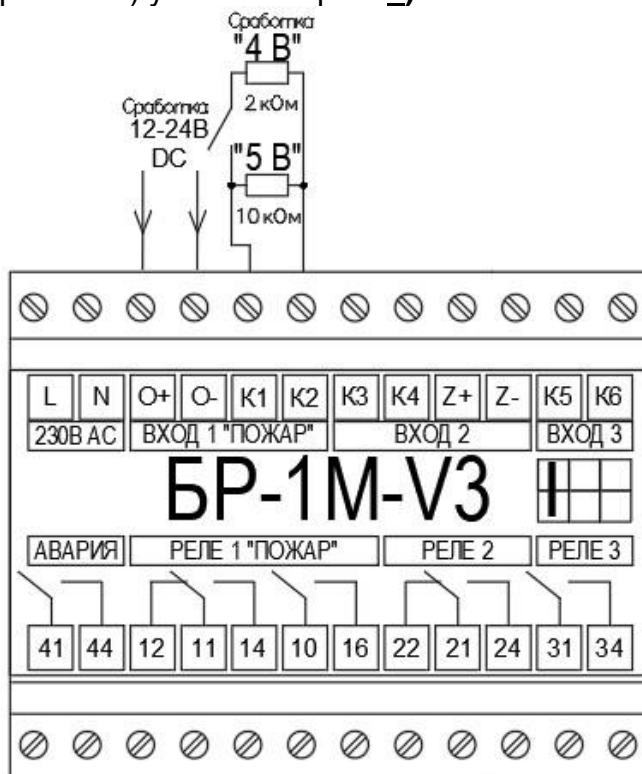 Сработка
"4 В"
2 кОм
Сработка
12-24В
DC
"5 В"
10 кОм
L N O+ O- К1 К2 К3 К4 Z+ Z- К5 К6
230В AC ВХОД 1 "ПОЖАР" ВХОД 2 ВХОД 3
БР-1М-V3
АВАРИЯ РЕЛЕ 1 "ПОЖАР" РЕЛЕ 2 РЕЛЕ 3
41 44 12 11 14 10 16 22 21 24 31 34